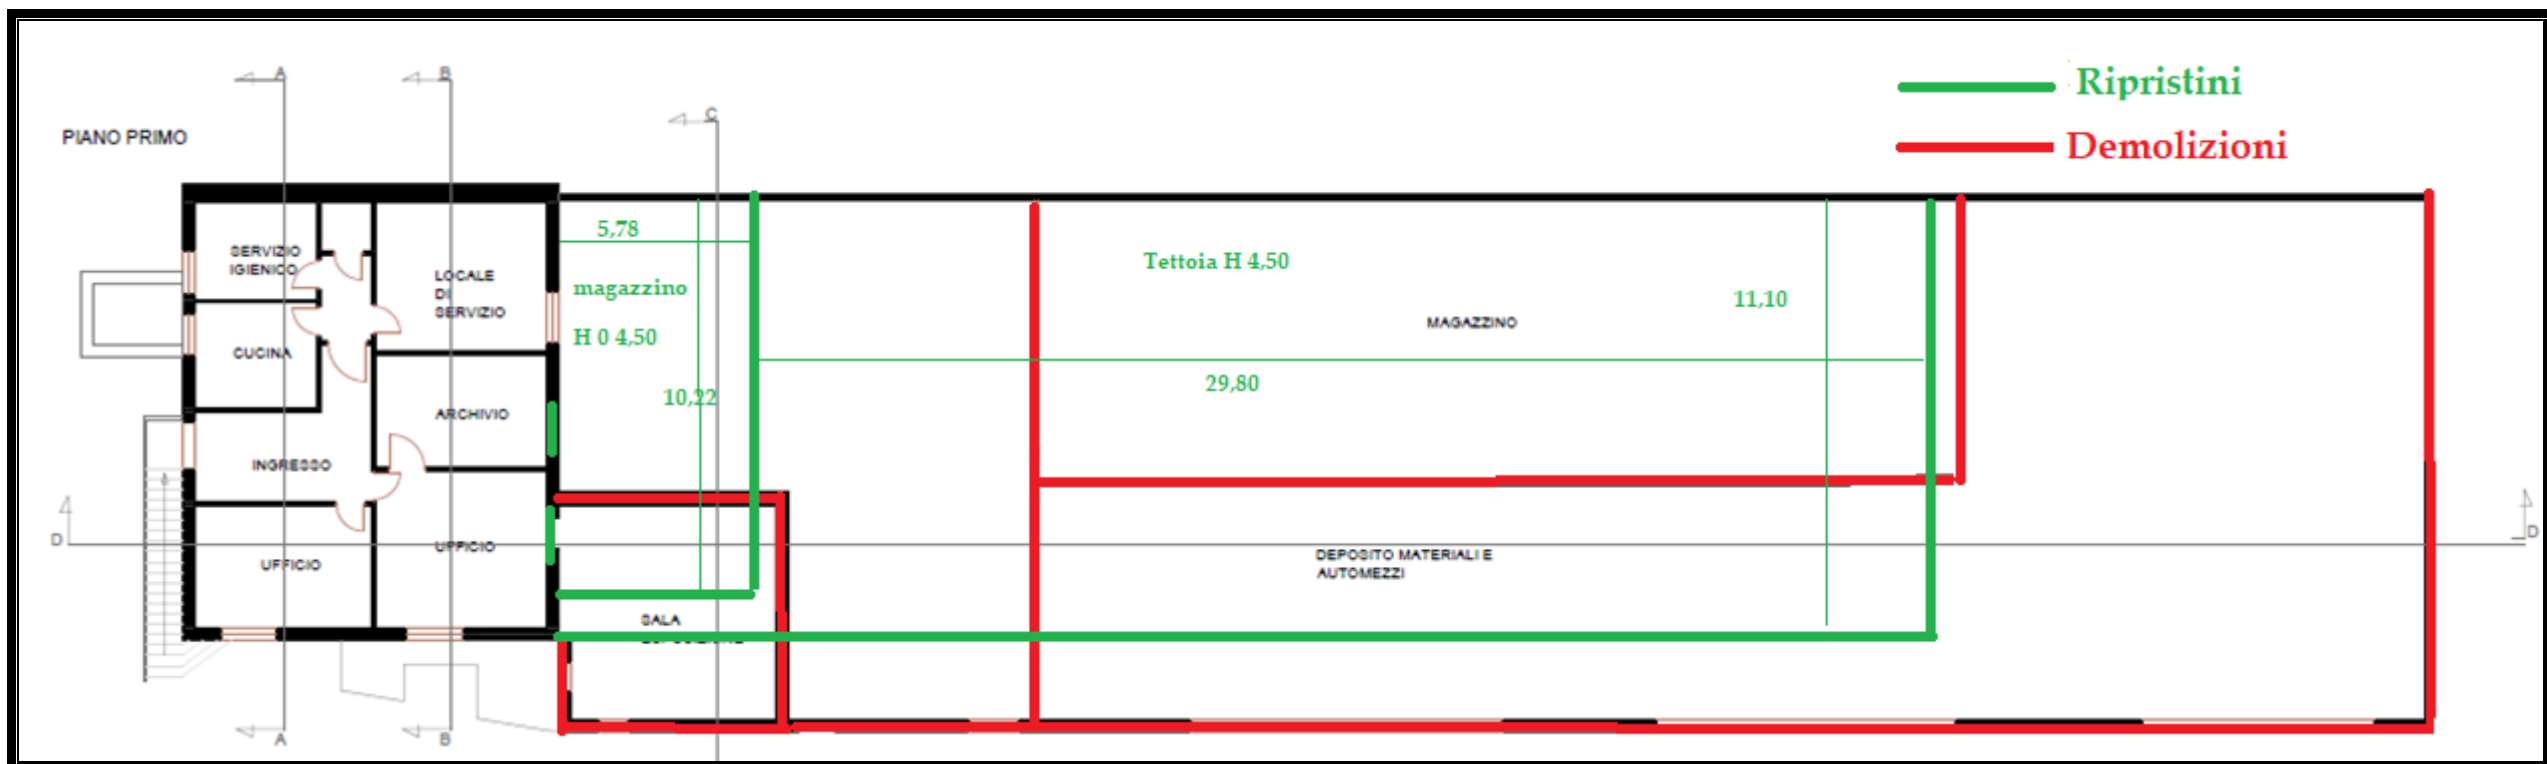 A
B
C
Ripristini
PIANO PRIMO
Demolizioni
5,78
SERVIZIO
IGIENICO
LOCALE
DI
SERVIZIO
magazzino
H 0 4,50
Tettoia H 4,50
11,10
MAGAZZINO
CUCINA
29,80
10,22
ARCHIVIO
INGRESSO
D
UFFICIO
UFFICIO
DEPOSITO MATERIALI E
AUTOMEZZI
D
SALA
A
B